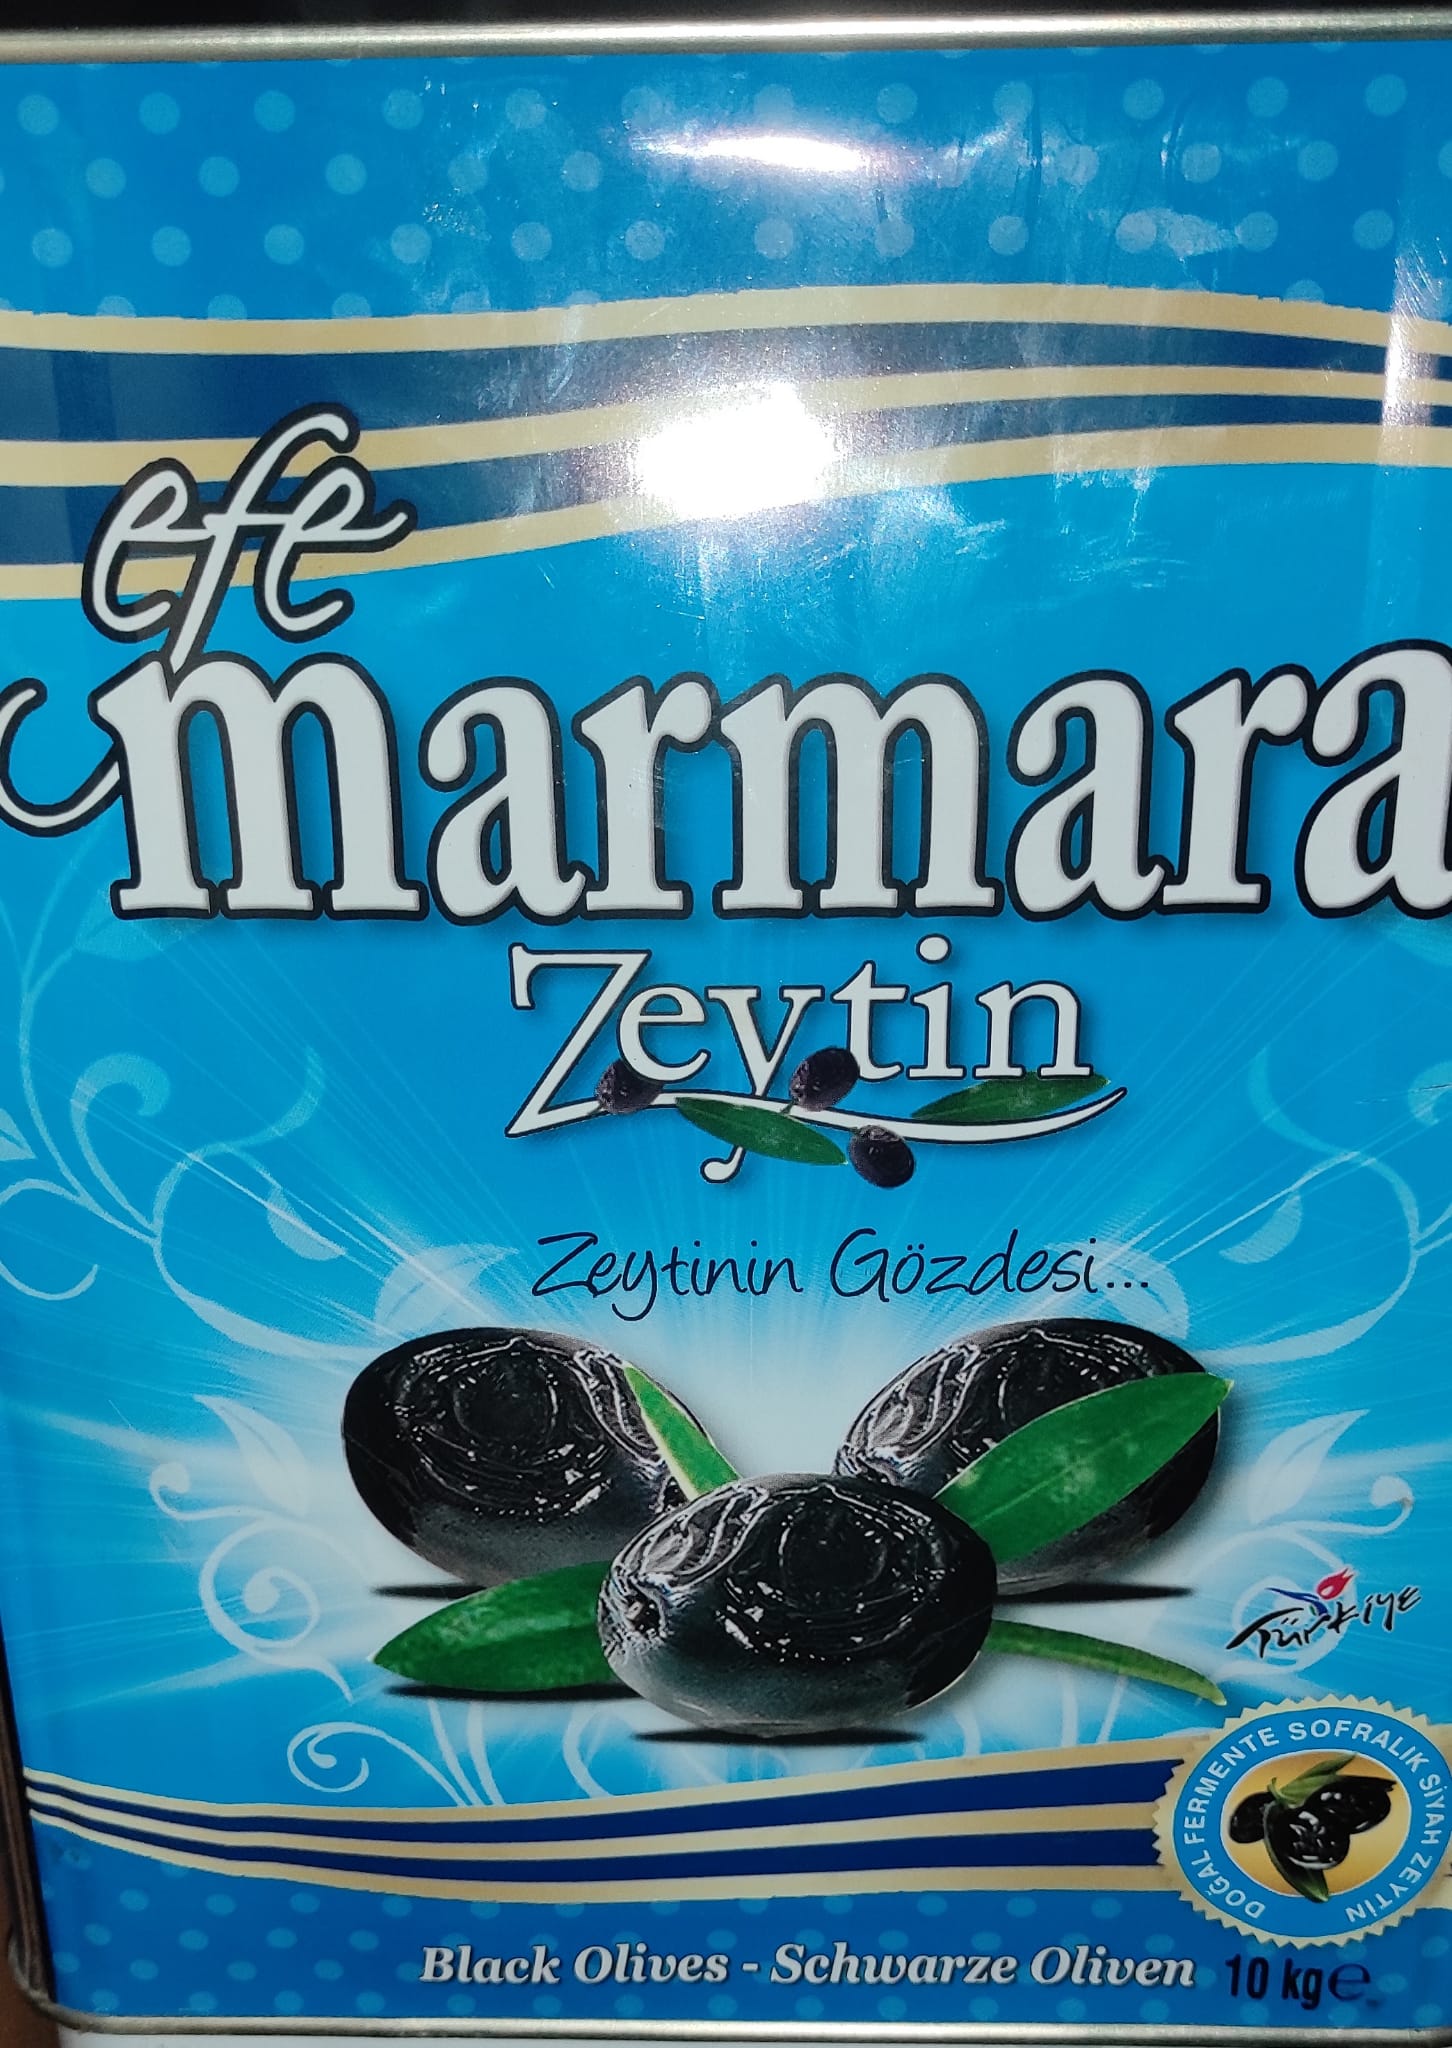 efe
marmara
Zeytin
Zeytinin Gözdesi...
Türkiye
DOĞAL FERMENTE SOFRALIK SİYAH ZEYTİN
Black Olives - Schwarze Oliven 10 kg℮